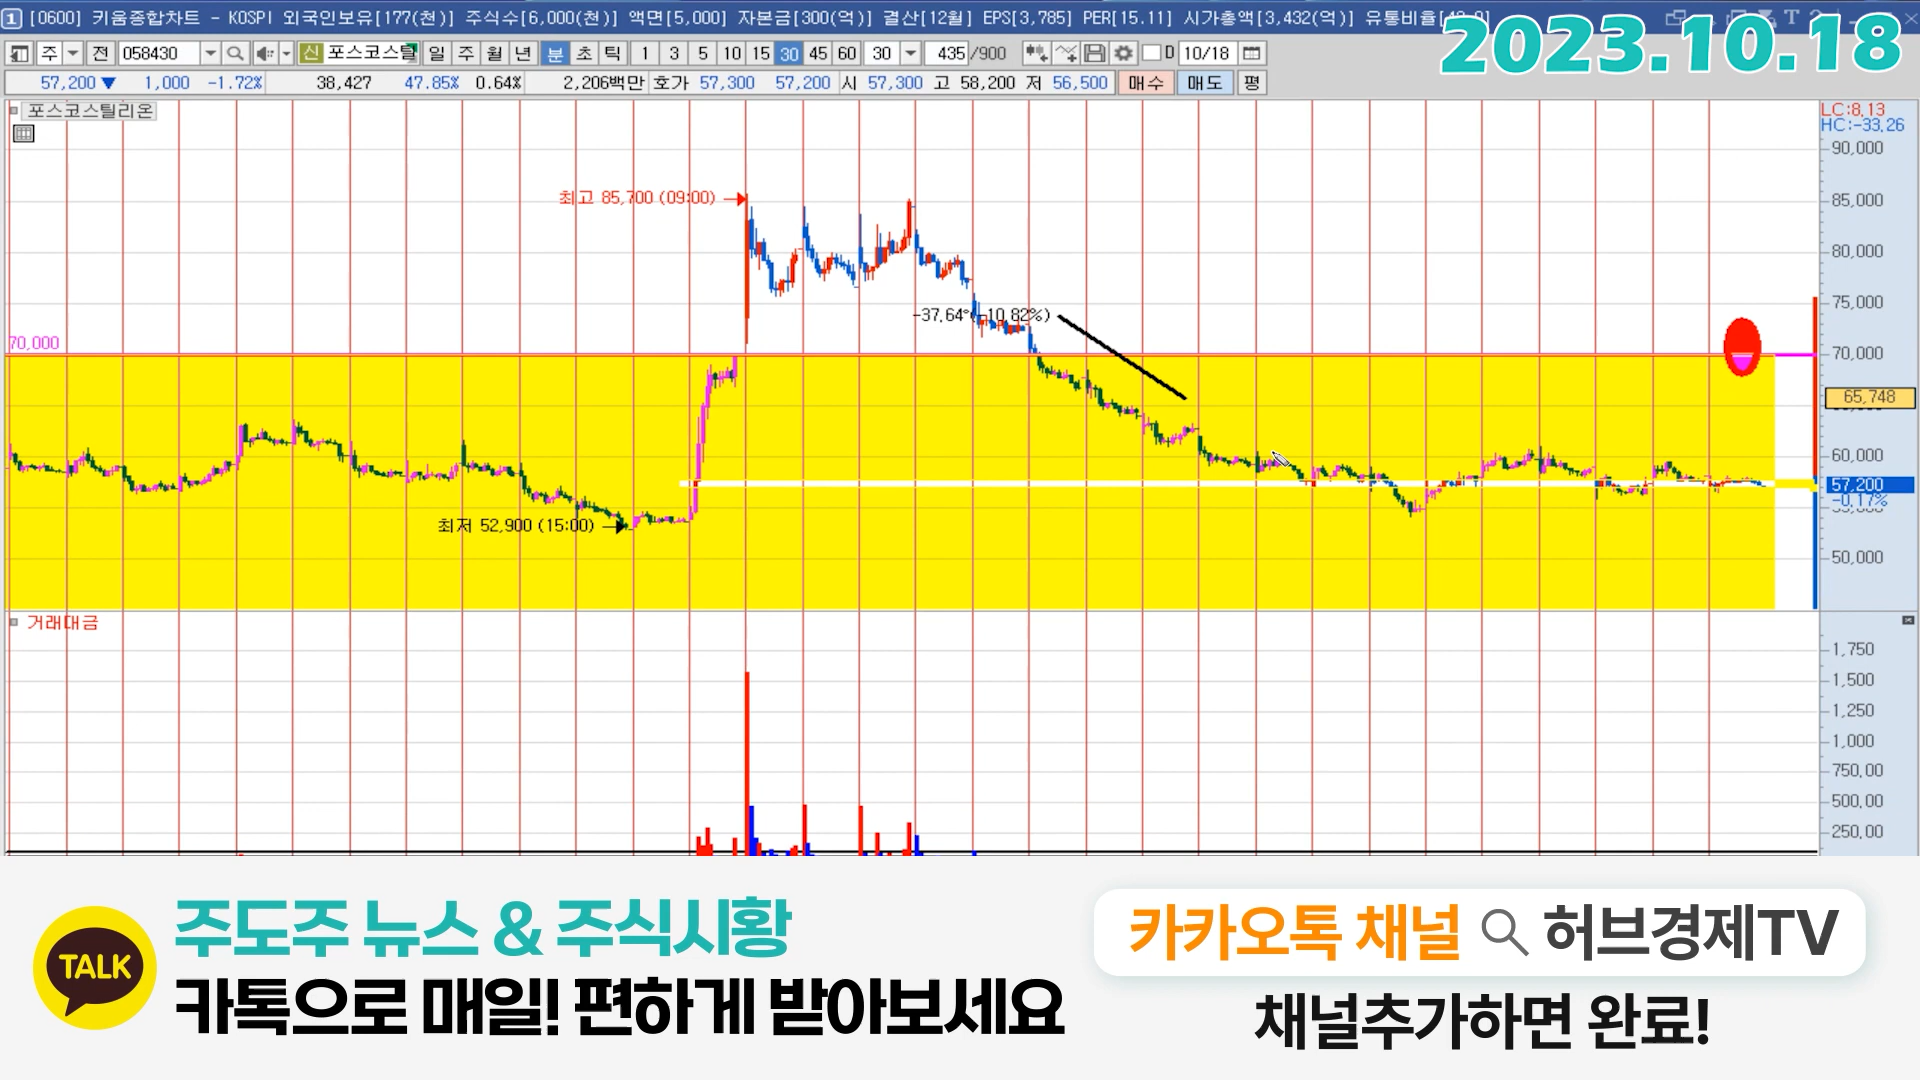 1 [0600] 키움종합차트 - KOSPI 외국인보유[177(천)] 주식수[6,000(천)] 액면[5,000] 자본금[300(억)] 결산[12월] EPS[3,785] PER[15.11] 시가총액[3,432(억)] 유통비율
2023.10.18
주 전 058430 신 포스코스틸 일 주 월 년 분 초 틱 1 3 5 10 15 30 45 60 30 435 /900 D 10/18
57,200 ▼ 1,000 -1.72% 38,427 47.85% 0.64% 2,206백만 호가 57,300 57,200 시 57,300 고 58,200 저 56,500 매수 매도 평
포스코스틸리온
LC:8.13
HC:-33.26
90,000
최고 85,700 (09:00)
85,000
80,000
75,000
-37.64°(-10.82%)
70,000
70,000
65,748
60,000
57,200
-0.17%
최저 52,900 (15:00)
50,000
거래대금
1,750
1,500
1,250
1,000
750,00
500,00
250,00
TALK
주도주 뉴스 & 주식시황
카톡으로 매일! 편하게 받아보세요
카카오톡 채널 허브경제TV
채널추가하면 완료!